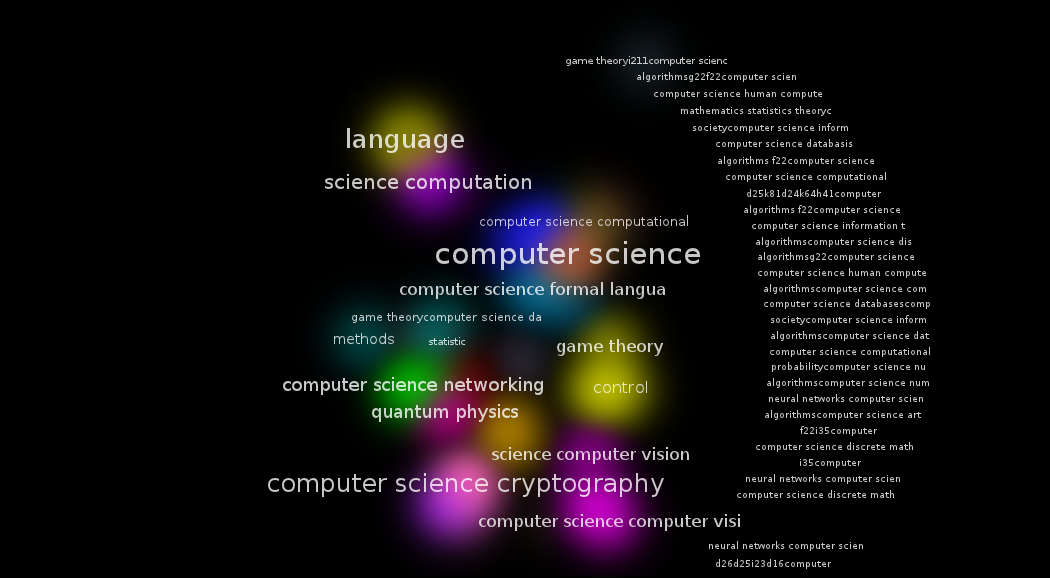 game theoryi211computer scienc
algorithmsg22f22computer scien
computer science human compute
mathematics statistics theoryc
societycomputer science inform
language
computer science databasis
algorithms f22computer science
computer science computational
science computation
d25k81d24k64h41computer
algorithms f22computer science
computer science computational
computer science information t
algorithmscomputer science dis
computer science
algorithmsg22computer science
computer science human compute
computer science formal langua
algorithmscomputer science com
computer science databasescomp
game theorycomputer science da
societycomputer science inform
methods
statistic
algorithmscomputer science dat
game theory
computer science computational
probabilitycomputer science nu
computer science networking
control
algorithmscomputer science num
neural networks computer scien
quantum physics
algorithmscomputer science art
f22i35computer
computer science discrete math
science computer vision
i35computer
neural networks computer scien
computer science cryptography
computer science discrete math
computer science computer visi
neural networks computer scien
d26d25i23d16computer